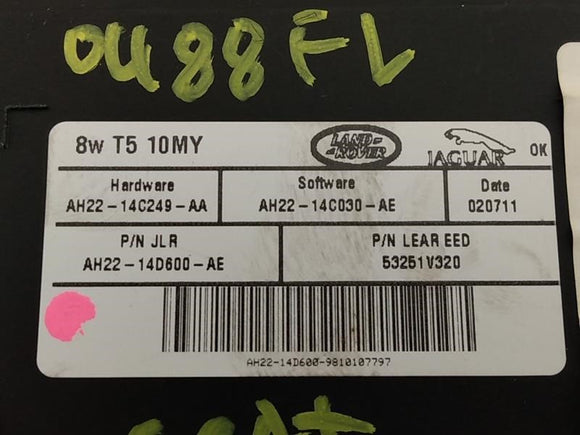 0488FL
8w T5 10MY
LAND-
-ROVER
JAGUAR
OK
Hardware
AH22-14C249-AA
Software
AH22-14C030-AE
Date
020711
P/N JLR
AH22-14D600-AE
P/N LEAR EED
53251V320
AH22-14D600-9810107797